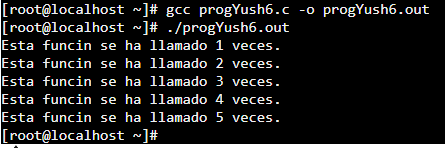 [root@localhost ~]# gcc progYush6.c -o progYush6.out
[root@localhost ~]# ./progYush6.out
Esta funcin se ha llamado 1 veces.
Esta funcin se ha llamado 2 veces.
Esta funcin se ha llamado 3 veces.
Esta funcin se ha llamado 4 veces.
Esta funcin se ha llamado 5 veces.
[root@localhost ~]#